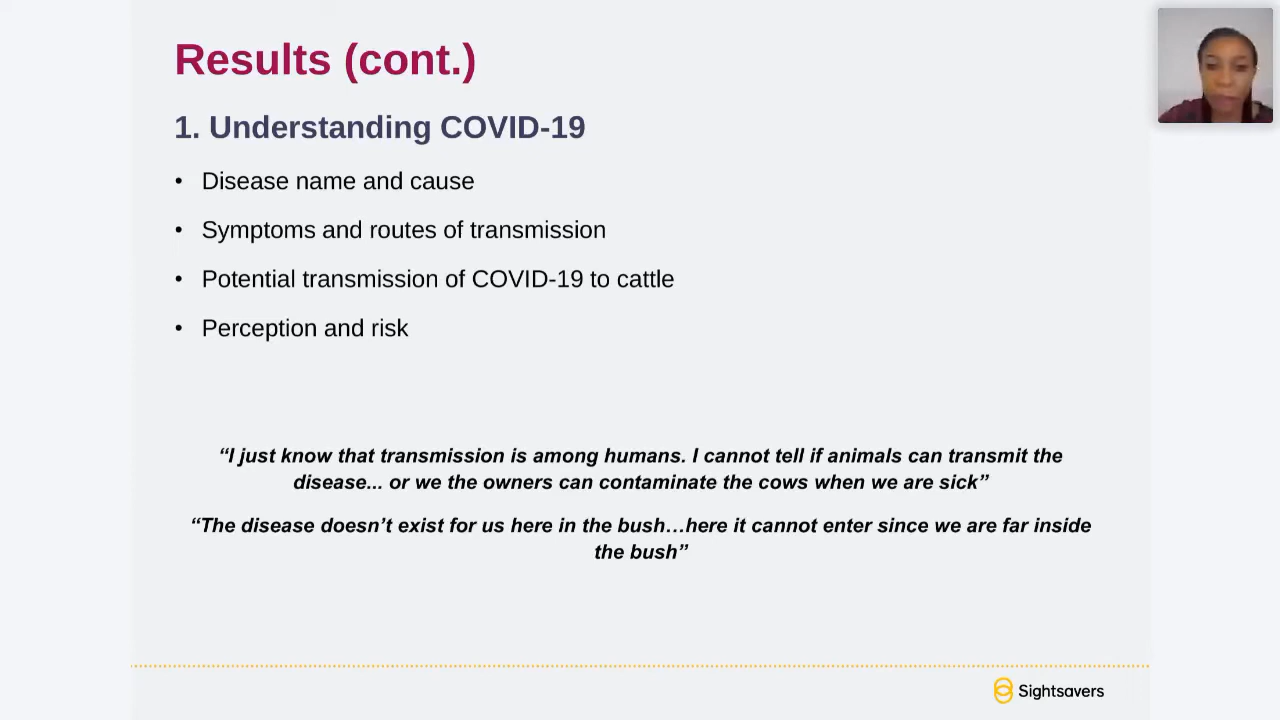 Results (cont.)
1. Understanding COVID-19
• Disease name and cause
• Symptoms and routes of transmission
• Potential transmission of COVID-19 to cattle
• Perception and risk
“I just know that transmission is among humans. I cannot tell if animals can transmit the
disease... or we the owners can contaminate the cows when we are sick”
“The disease doesn’t exist for us here in the bush…here it cannot enter since we are far inside
the bush”
Sightsavers